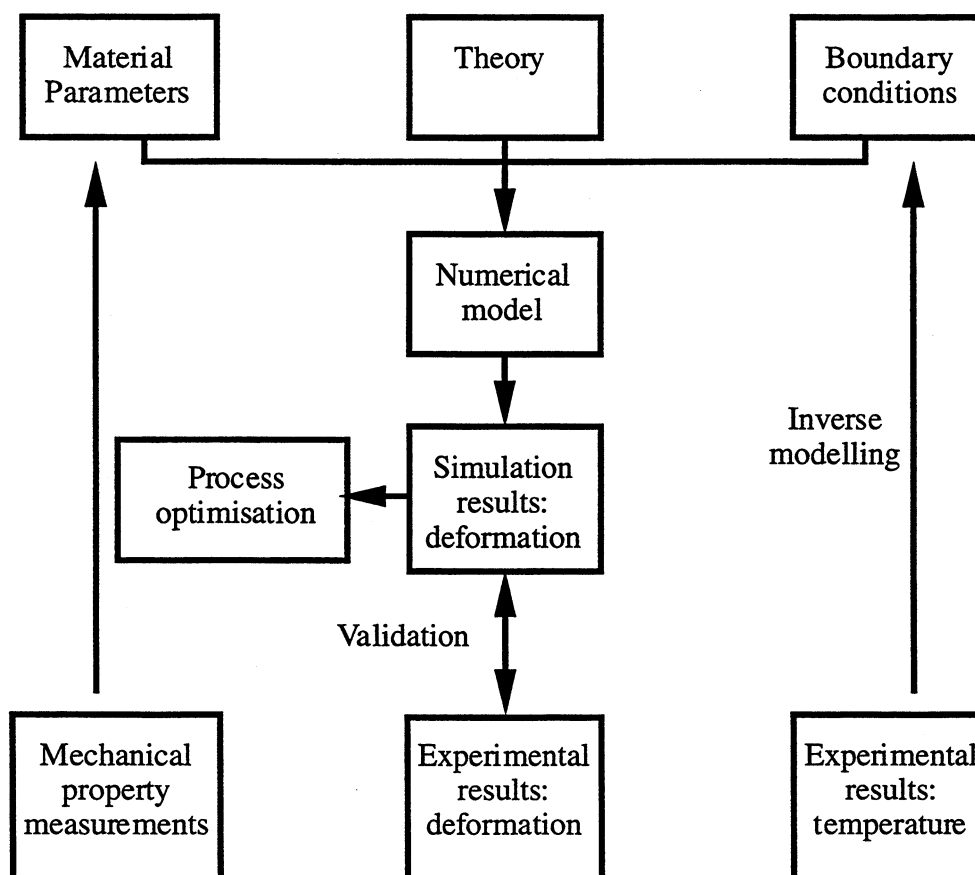 Material
Parameters
Theory
Boundary
conditions
Numerical
model
Inverse
modelling
Process
optimisation
Simulation
results:
deformation
Validation
Mechanical
property
measurements
Experimental
results:
deformation
Experimental
results:
temperature